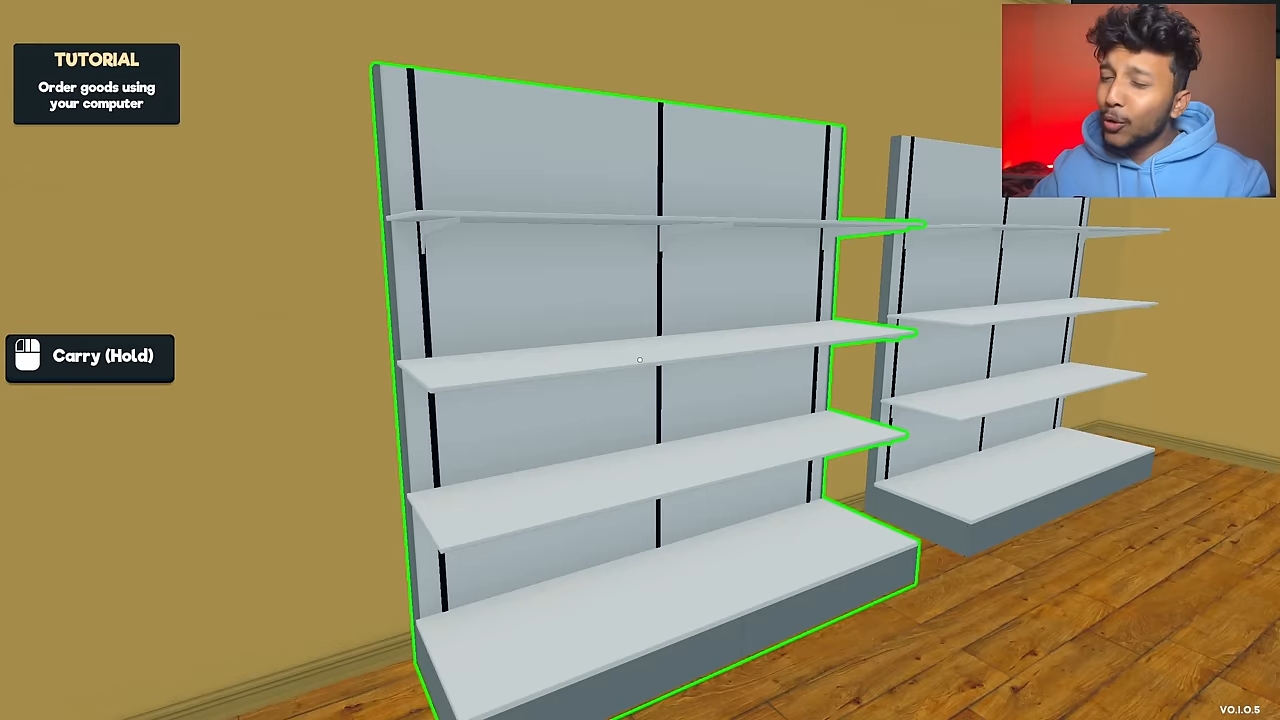 TUTORIAL
Order goods using
your computer
Carry (Hold)
V0.1.0.5